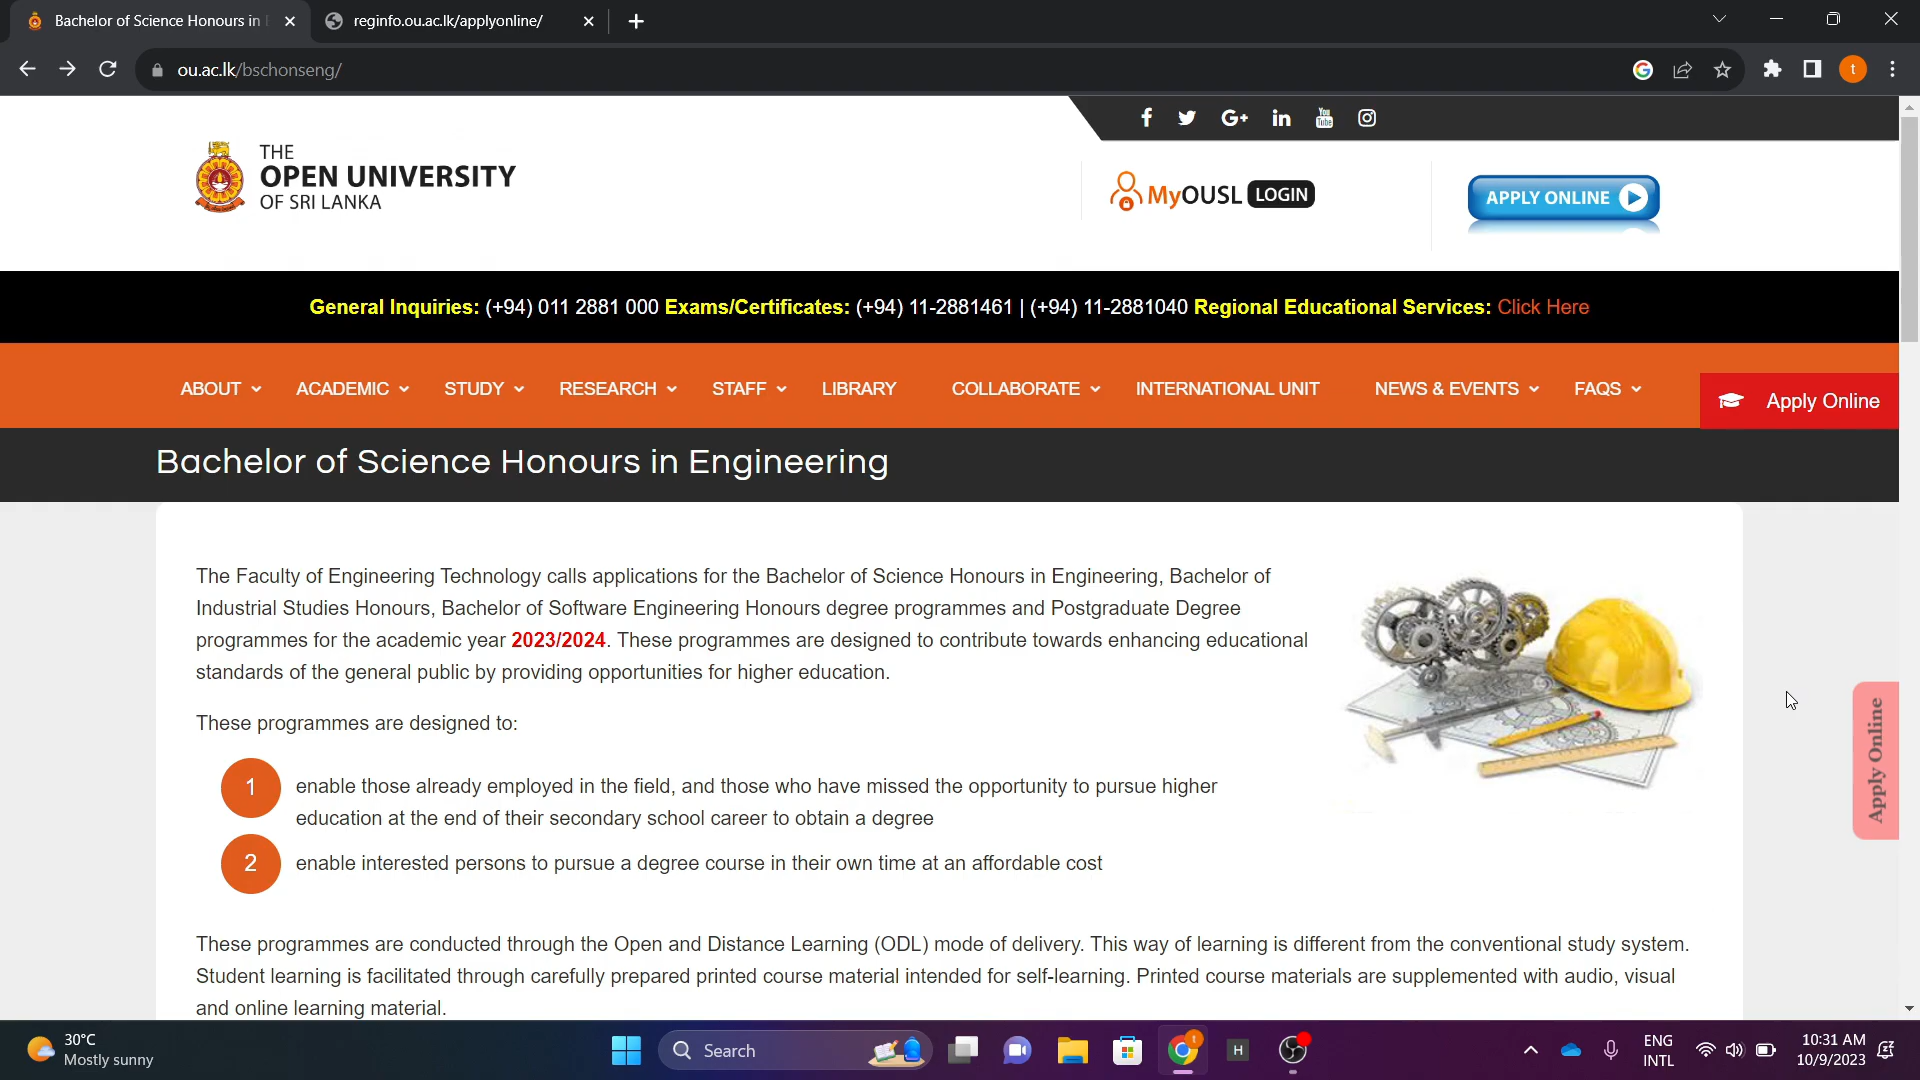 Bachelor of Science Honours in
reginfo.ou.ac.lk/applyonline/
ou.ac.lk/bschonseng/
t
THE
OPEN UNIVERSITY
OF SRI LANKA
You
Tube
MyOUSL LOGIN
APPLY ONLINE
General Inquiries: (+94) 011 2881 000 Exams/Certificates: (+94) 11-2881461 | (+94) 11-2881040 Regional Educational Services: Click Here
ABOUT ACADEMIC STUDY RESEARCH STAFF LIBRARY COLLABORATE INTERNATIONAL UNIT NEWS & EVENTS FAQS
Apply Online
Bachelor of Science Honours in Engineering
The Faculty of Engineering Technology calls applications for the Bachelor of Science Honours in Engineering, Bachelor of
Industrial Studies Honours, Bachelor of Software Engineering Honours degree programmes and Postgraduate Degree
programmes for the academic year 2023/2024. These programmes are designed to contribute towards enhancing educational
standards of the general public by providing opportunities for higher education.
These programmes are designed to:
1 enable those already employed in the field, and those who have missed the opportunity to pursue higher
education at the end of their secondary school career to obtain a degree
2 enable interested persons to pursue a degree course in their own time at an affordable cost
Apply Online
These programmes are conducted through the Open and Distance Learning (ODL) mode of delivery. This way of learning is different from the conventional study system.
Student learning is facilitated through carefully prepared printed course material intended for self-learning. Printed course materials are supplemented with audio, visual
and online learning material.
30°C
Mostly sunny
Search
t
H
ENG
INTL
10:31 AM
10/9/2023